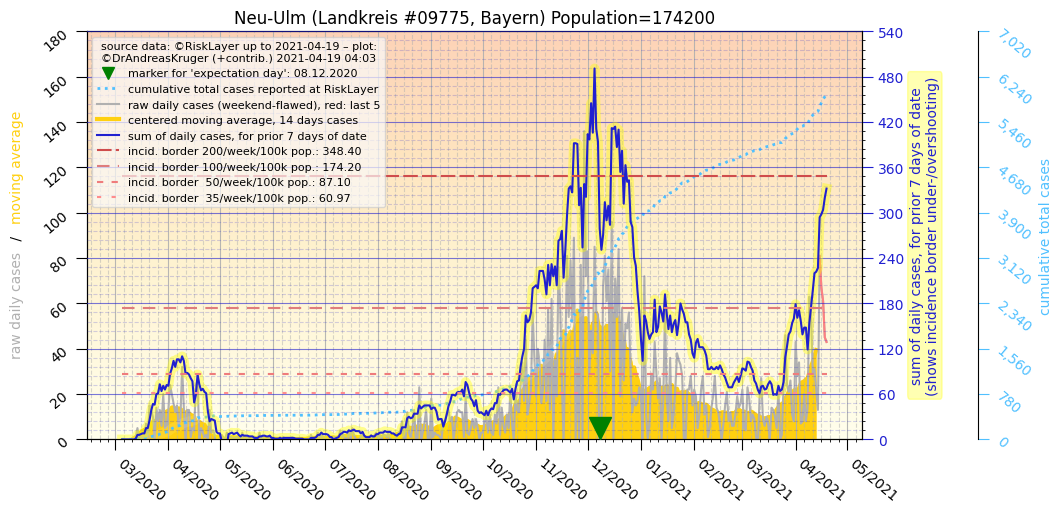 Neu-Ulm (Landkreis #09775, Bayern) Population=174200
source data: ©RiskLayer up to 2021-04-19 – plot:
©DrAndreasKruger (+contrib.) 2021-04-19 04:03
marker for 'expectation day': 08.12.2020
cumulative total cases reported at RiskLayer
raw daily cases (weekend-flawed), red: last 5
centered moving average, 14 days cases
sum of daily cases, for prior 7 days of date
incid. border 200/week/100k pop.: 348.40
incid. border 100/week/100k pop.: 174.20
incid. border  50/week/100k pop.: 87.10
incid. border  35/week/100k pop.: 60.97
raw daily cases / moving average
180
160
140
120
100
80
60
40
20
0
03/2020
04/2020
05/2020
06/2020
07/2020
08/2020
09/2020
10/2020
11/2020
12/2020
01/2021
02/2021
03/2021
04/2021
05/2021
540
480
420
360
300
240
180
120
60
0
sum of daily cases, for prior 7 days of date
(shows incidence border under-/overshooting)
7,020
6,240
5,460
4,680
3,900
3,120
2,340
1,560
780
0
cumulative total cases